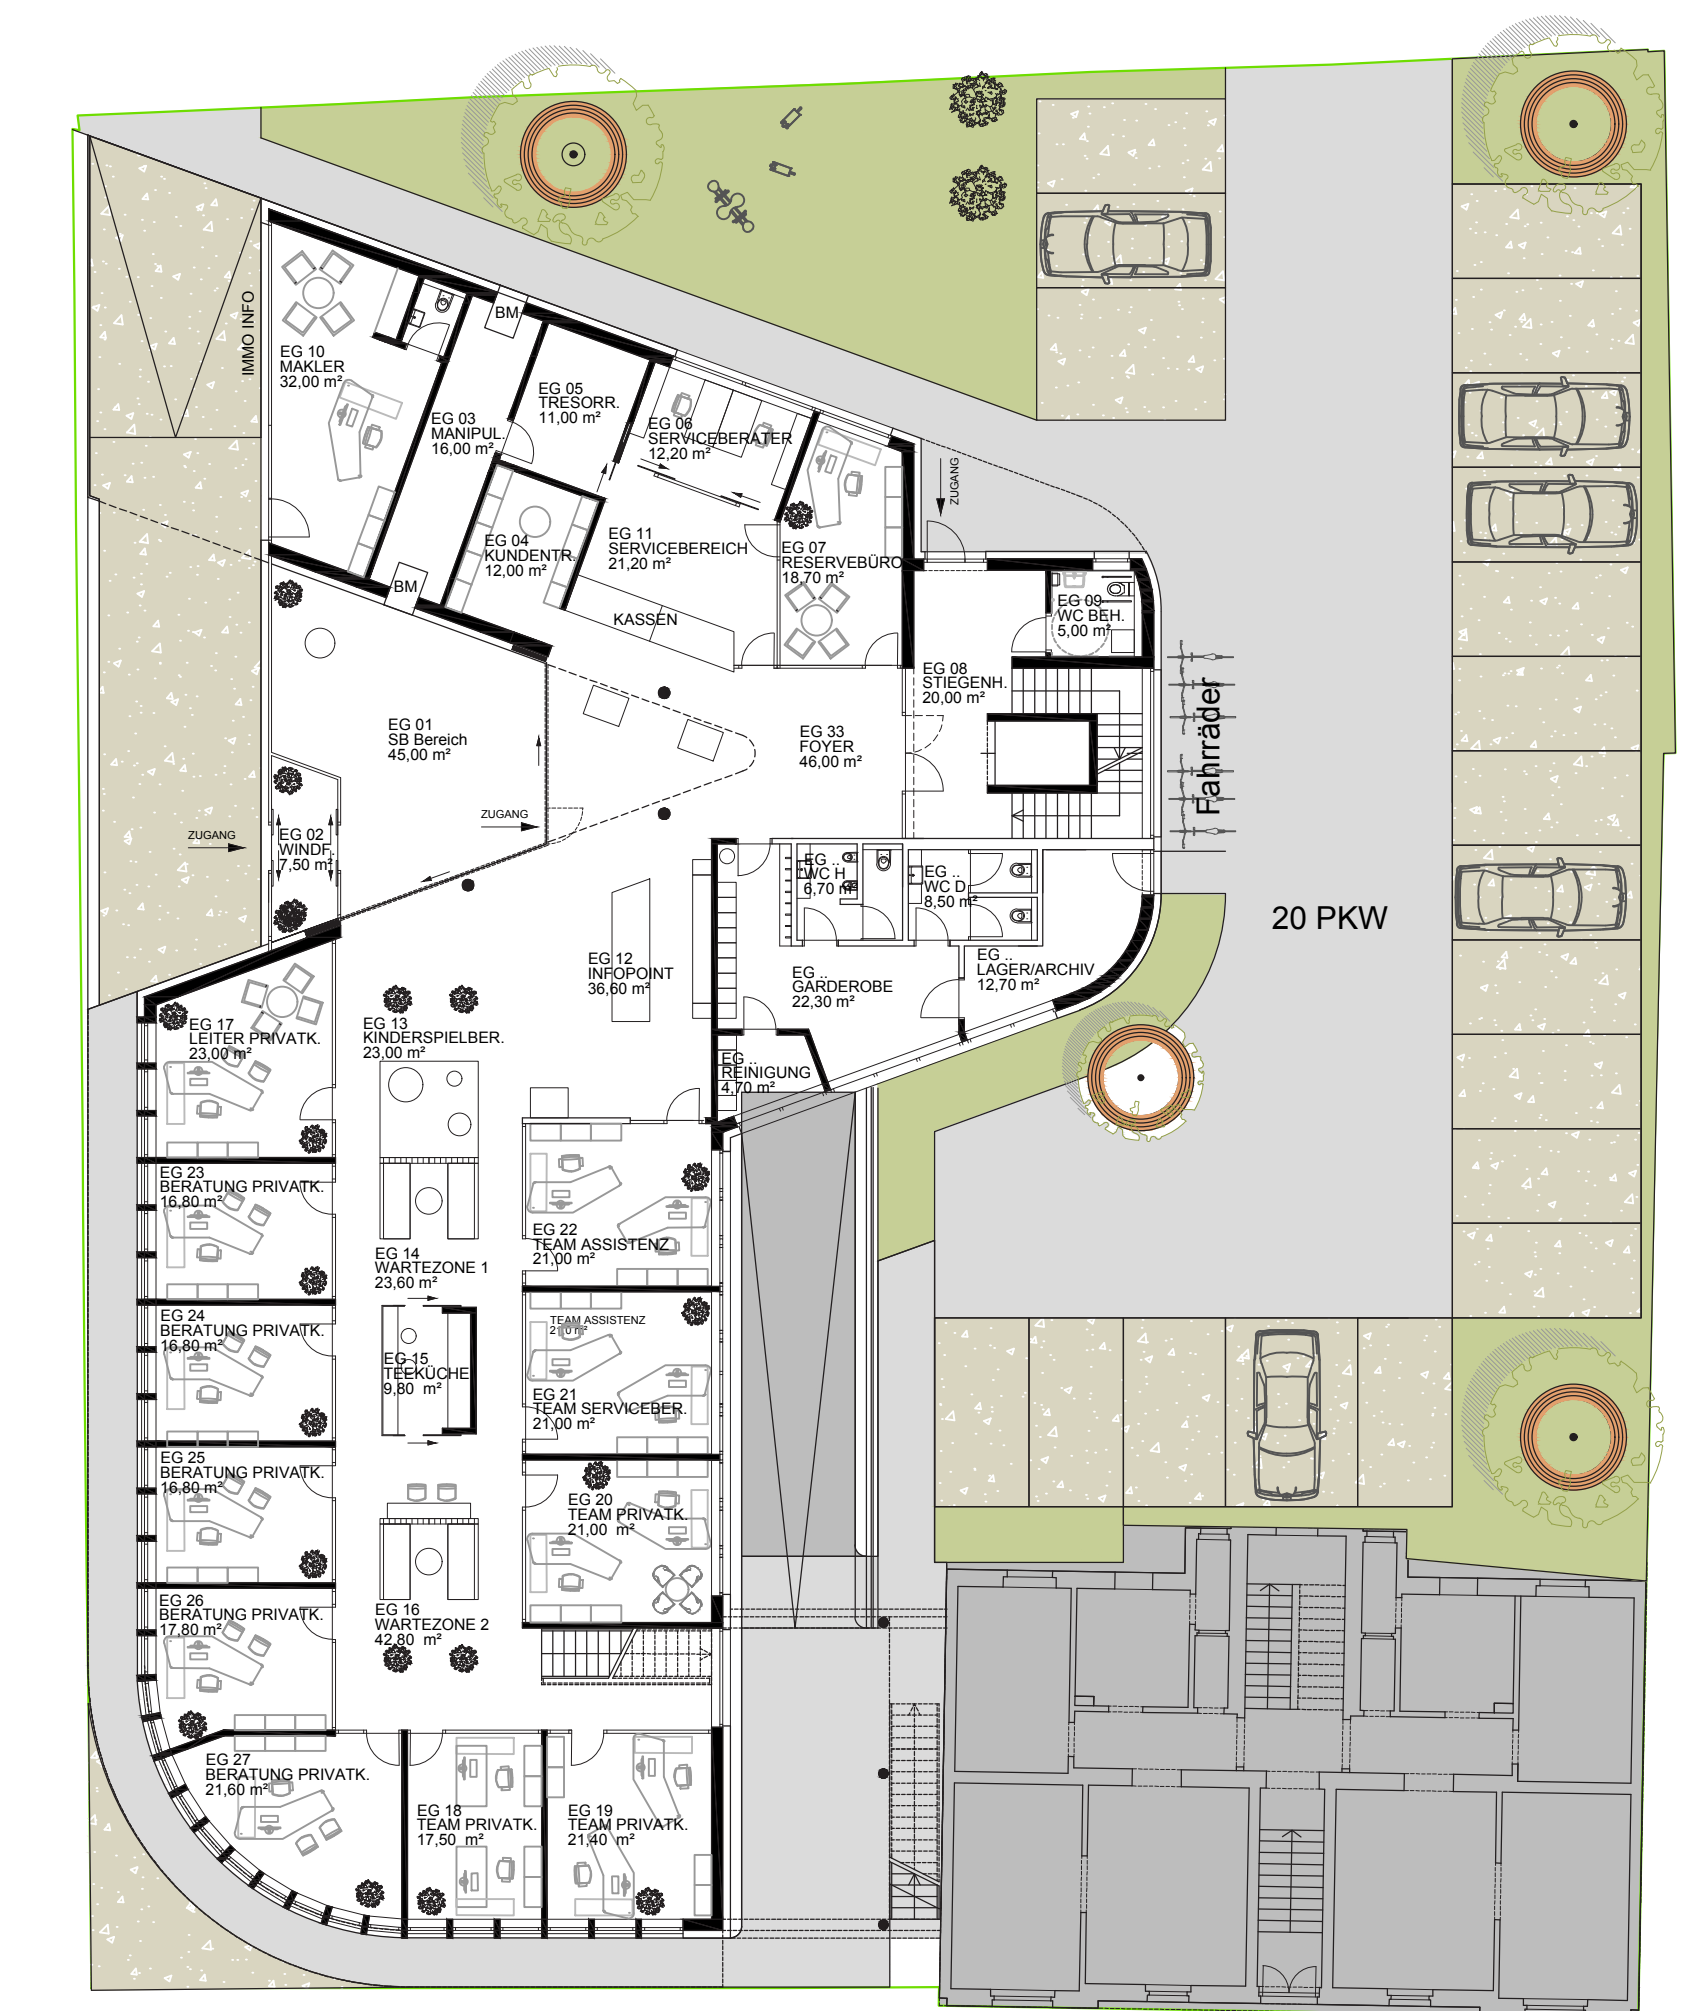 IMMO INFO
BM
EG 10
MAKLER
32,00 m²
EG 03
MANIPUL.
16,00 m²
EG 05
TRESORR.
11,00 m²
EG 06
SERVICEBERATER
12,20 m²
ZUGANG
EG 04
KUNDENTR.
12,00 m²
EG 11
SERVICEBEREICH
21,20 m²
EG 07
RESERVEBÜRO
18,70 m²
BM
KASSEN
EG 09
WC BEH.
5,00 m²
EG 08
STIEGENH.
20,00 m²
Fahrräder
EG 01
SB Bereich
45,00 m²
EG 33
FOYER
46,00 m²
ZUGANG
ZUGANG
EG 02
WINDF.
7,50 m²
EG ..
WC H
6,70 m²
EG ..
WC D
8,50 m²
20 PKW
EG 12
INFOPOINT
36,60 m²
EG ..
GARDEROBE
22,30 m²
EG ..
LAGER/ARCHIV
12,70 m²
EG 17
LEITER PRIVATK.
23,00 m²
EG 13
KINDERSPIELBER.
23,00 m²
EG ..
REINIGUNG
4,70 m²
EG 23
BERATUNG PRIVATK.
16,80 m²
EG 14
WARTEZONE 1
23,60 m²
EG 22
TEAM ASSISTENZ
21,00 m²
EG 24
BERATUNG PRIVATK.
16,80 m²
TEAM ASSISTENZ
EG 15
TEEKÜCHE
9,80 m²
EG 21
TEAM SERVICEBER.
21,00 m²
EG 25
BERATUNG PRIVATK.
16,80 m²
EG 20
TEAM PRIVATK.
21,00 m²
EG 26
BERATUNG PRIVATK.
17,80 m²
EG 16
WARTEZONE 2
42,80 m²
EG 27
BERATUNG PRIVATK.
21,60 m²
EG 18
TEAM PRIVATK.
17,50 m²
EG 19
TEAM PRIVATK.
21,40 m²